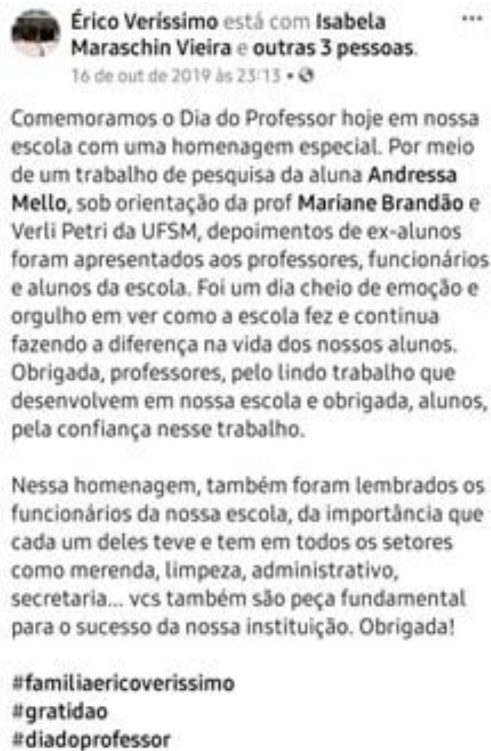 Érico Veríssimo está com Isabela
Maraschin Vieira e outras 3 pessoas.
16 de out de 2019 às 23:13 •
Comemoramos o Dia do Professor hoje em nossa
escola com uma homenagem especial. Por meio
de um trabalho de pesquisa da aluna Andressa
Mello, sob orientação da prof Mariane Brandão e
Verli Petri da UFSM, depoimentos de ex-alunos
foram apresentados aos professores, funcionários
e alunos da escola. Foi um dia cheio de emoção e
orgulho em ver como a escola fez e continua
fazendo a diferença na vida dos nossos alunos.
Obrigada, professores, pelo lindo trabalho que
desenvolvem em nossa escola e obrigada, alunos,
pela confiança nesse trabalho.
Nessa homenagem, também foram lembrados os
funcionários da nossa escola, da importância que
cada um deles teve e tem em todos os setores
como merenda, limpeza, administrativo,
secretaria... vcs também são peça fundamental
para o sucesso da nossa instituição. Obrigada!
#familiaericoverissimo
#gratidao
#diadoprofessor